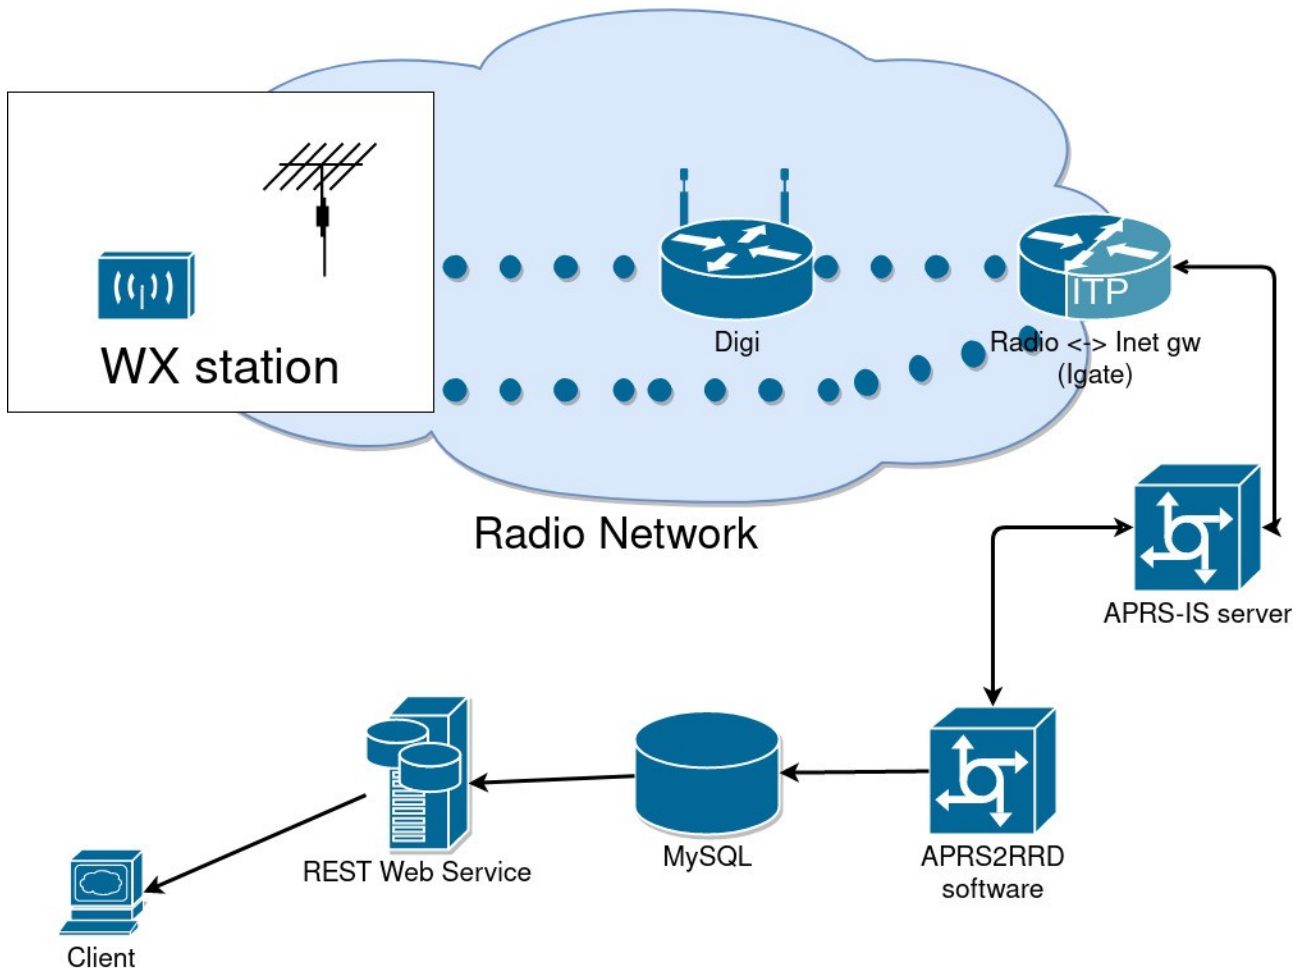 WX station
Digi
ITP
Radio <-> Inet gw
(Igate)
Radio Network
APRS-IS server
REST Web Service
MySQL
APRS2RRD
software
Client